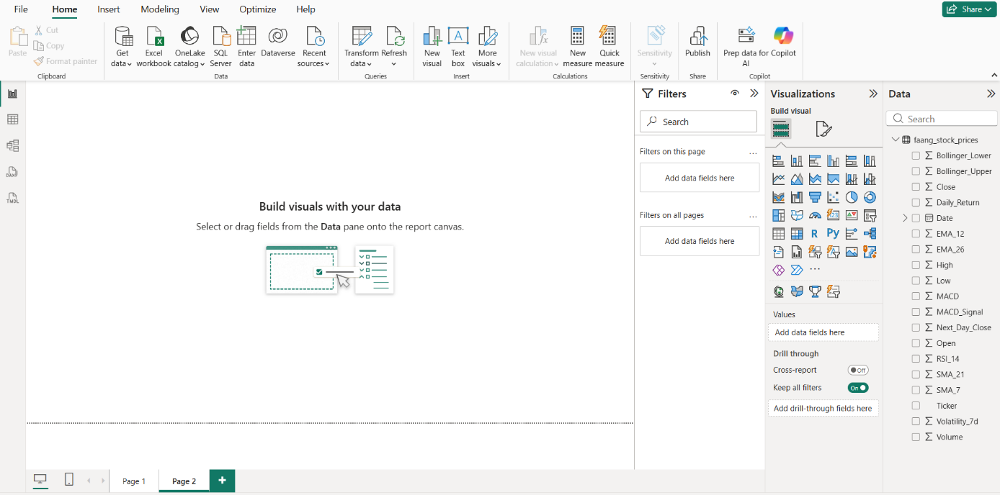 File Home Insert Modeling View Optimize Help Share
Paste Cut
Copy
Format painter
Clipboard
Get data Excel workbook OneLake catalog SQL Server Enter data Dataverse Recent sources
Data
Transform data Refresh
Queries
New visual Text box More visuals
Insert
New visual calculation New measure Quick measure
Calculations
Sensitivity
Sensitivity
Publish
Share
Prep data for AI Copilot
Copilot
Build visuals with your data
Select or drag fields from the Data pane onto the report canvas.
Filters
Search
Filters on this page ...
Add data fields here
Filters on all pages ...
Add data fields here
Visualizations
Build visual
123
R Py
...
Values
Add data fields here
Drill through
Cross-report Off
Keep all filters On
Add drill-through fields here
Data
Search
faang_stock_prices
Σ Bollinger_Lower
Σ Bollinger_Upper
Σ Close
Σ Daily_Return
Date
Σ EMA_12
Σ EMA_26
Σ High
Σ Low
Σ MACD
Σ MACD_Signal
Σ Next_Day_Close
Σ Open
Σ RSI_14
Σ SMA_21
Σ SMA_7
Ticker
Σ Volatility_7d
Σ Volume
DAX
TMDL
Page 1 Page 2 +